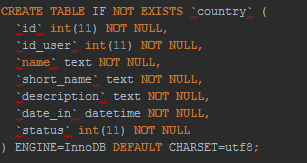 CREATE TABLE IF NOT EXISTS `country` (
`id` int(11) NOT NULL,
`id_user` int(11) NOT NULL,
`name` text NOT NULL,
`short_name` text NOT NULL,
`description` text NOT NULL,
`date_in` datetime NOT NULL,
`status` int(11) NOT NULL
) ENGINE=InnoDB DEFAULT CHARSET=utf8;